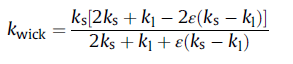 k_wick = k_s[2k_s + k_l − 2ε(k_s − k_l)] / 2k_s + k_l + ε(k_s − k_l)